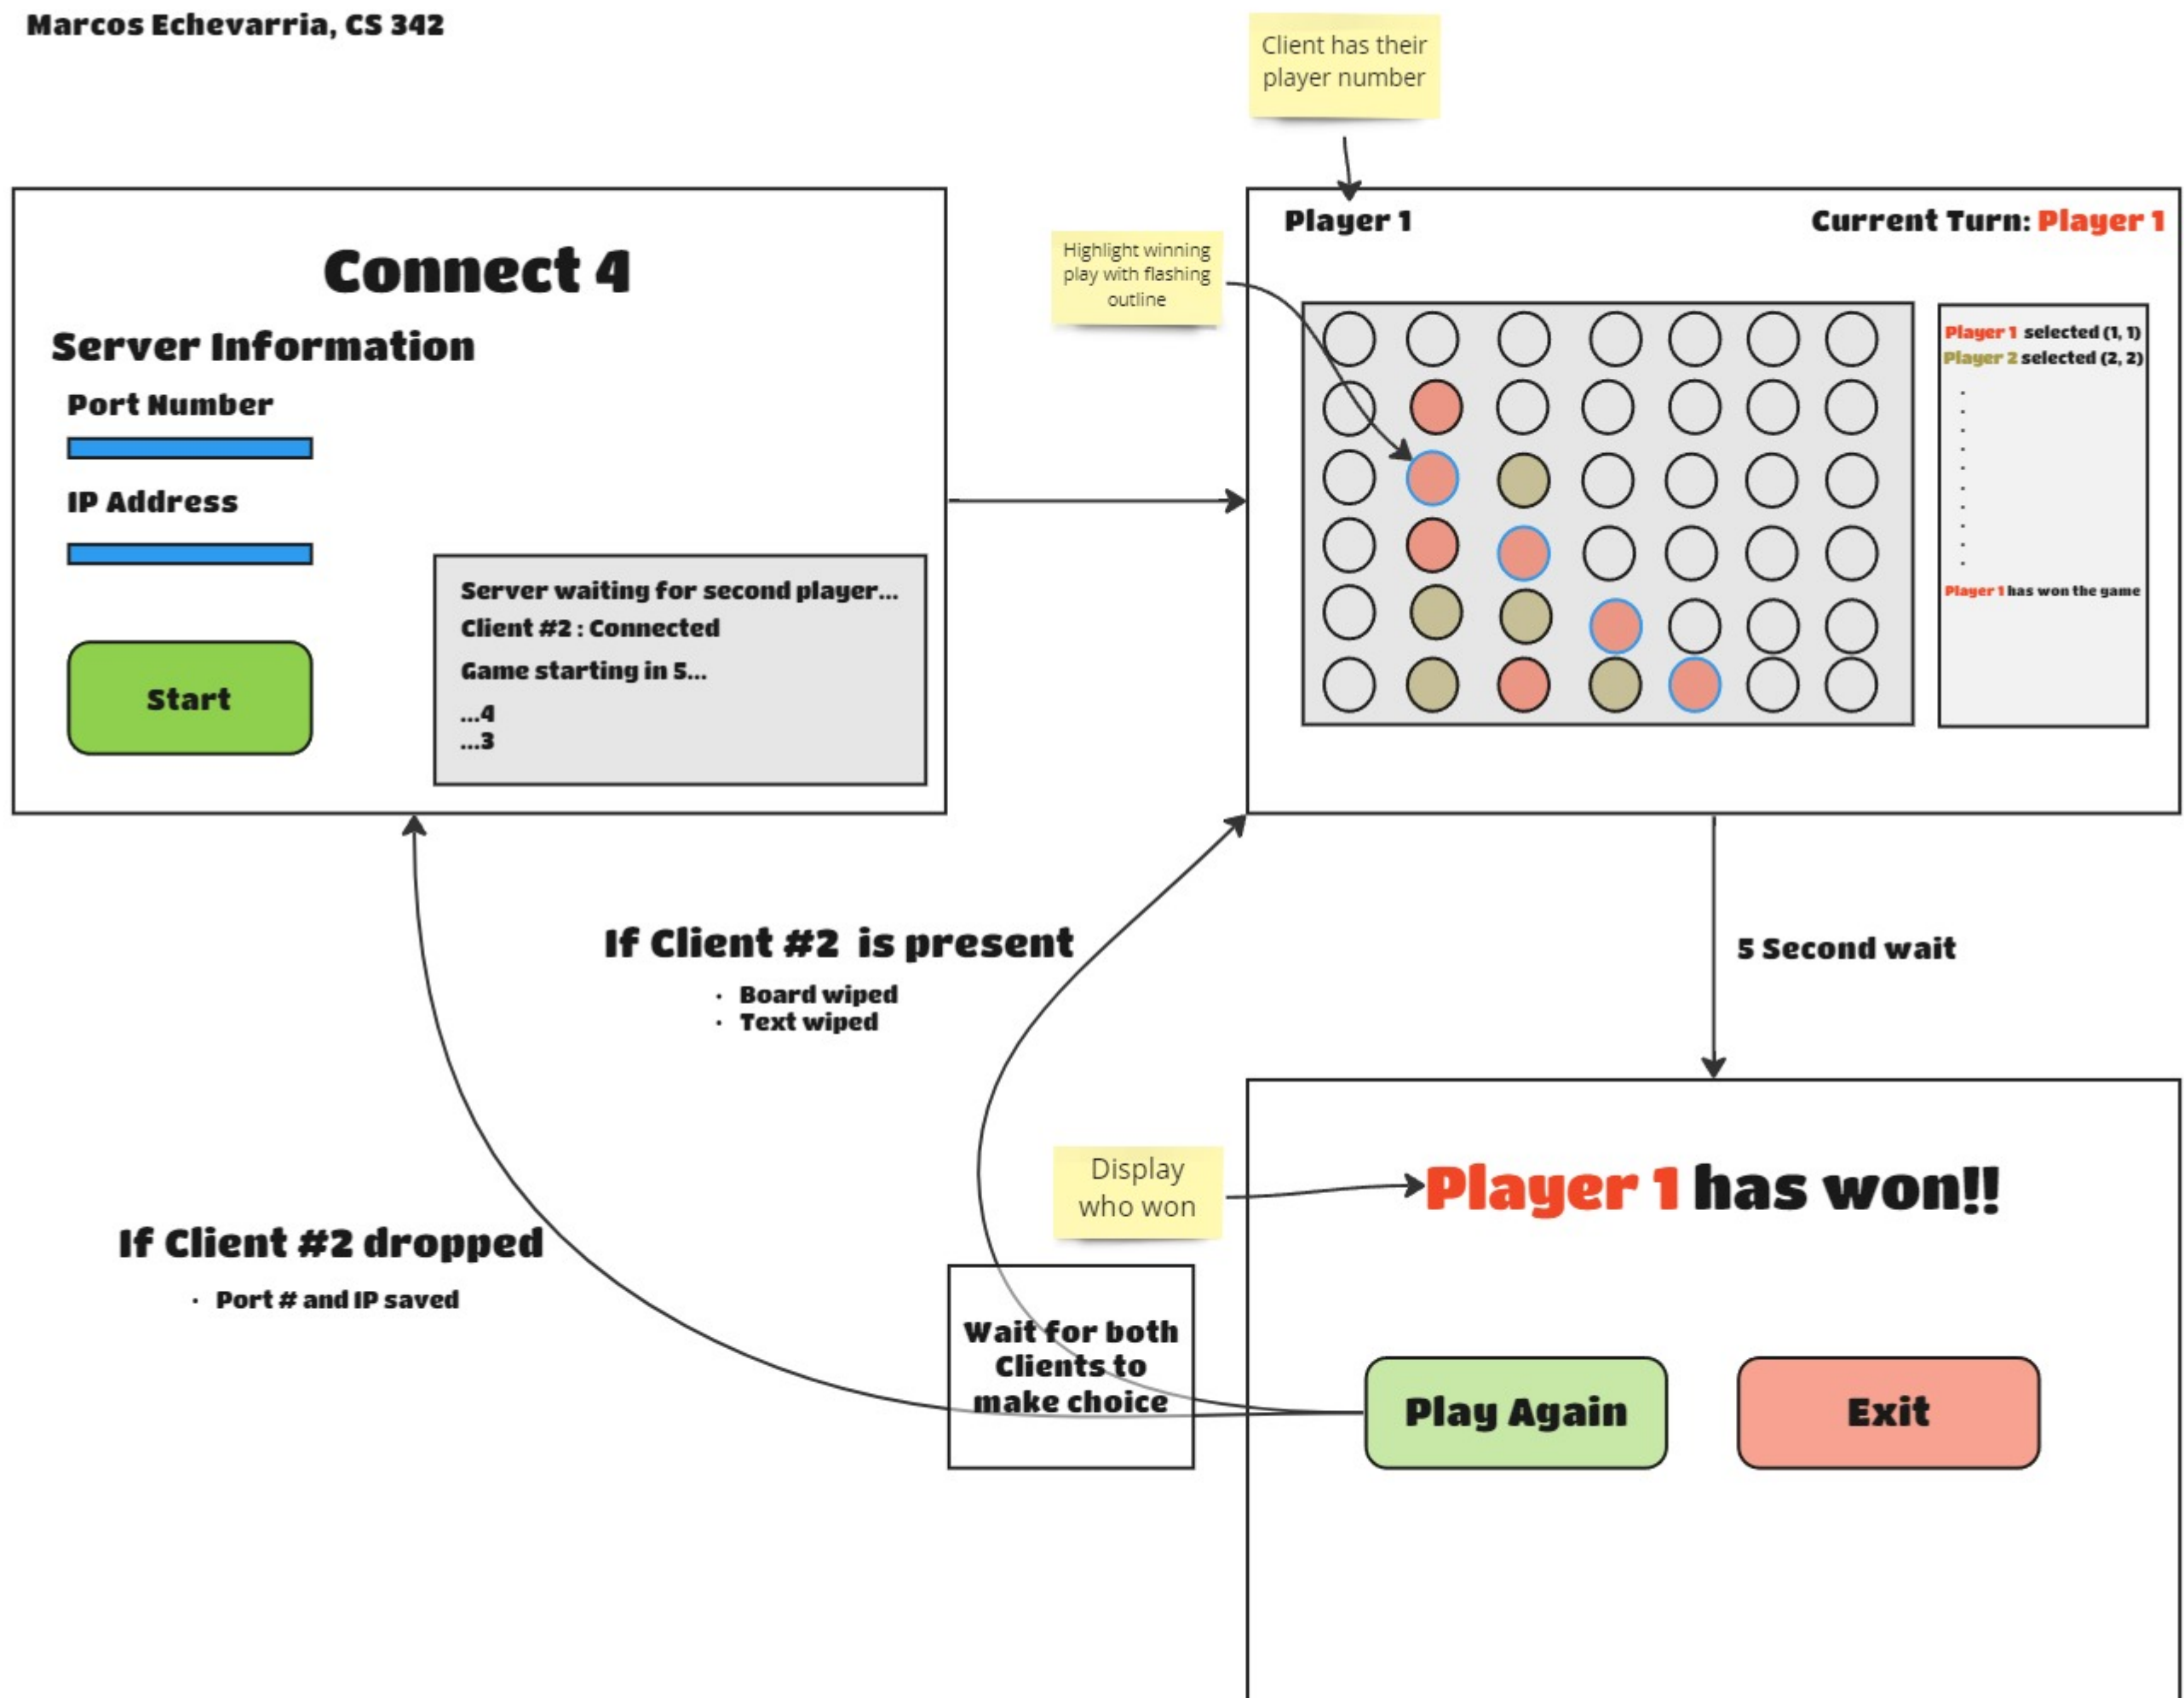 Marcos Echevarria, CS 342
Client has their
player number
Connect 4
Server Information
Port Number
IP Address
Start
Server waiting for second player...
Client #2 : Connected
Game starting in 5...
...4
...3
Highlight winning
play with flashing
outline
Player 1
Current Turn: Player 1
Player 1 selected (1, 1)
Player 2 selected (2, 2)
.
.
.
.
.
.
.
.
.
.
Player 1 has won the game
If Client #2 is present
· Board wiped
· Text wiped
5 Second wait
If Client #2 dropped
· Port # and IP saved
Display
who won
Wait for both
Clients to
make choice
Player 1 has won!!
Play Again
Exit